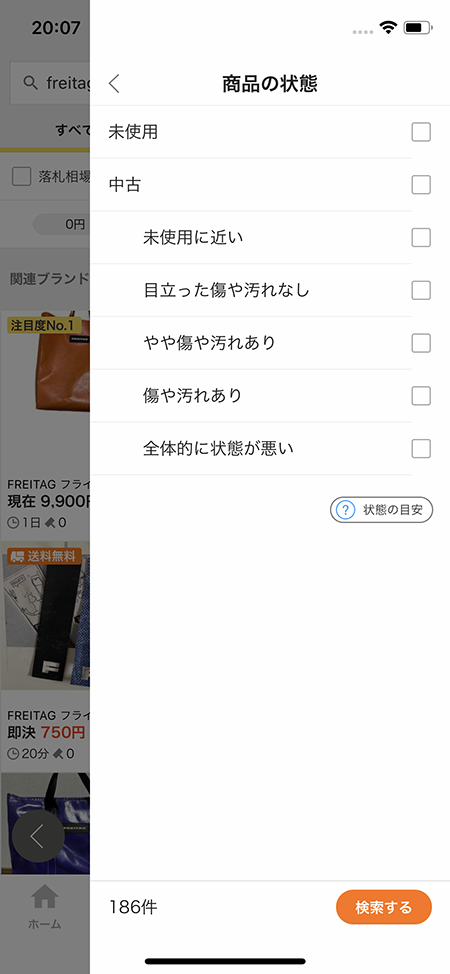 20:07
商品の状態
freitag
すべて
落札相場
0円
関連ブランド
未使用
中古
未使用に近い
目立った傷や汚れなし
やや傷や汚れあり
傷や汚れあり
全体的に状態が悪い
? 状態の目安
注目度No.1
FREITAG フライ
現在 9,900円
1日 0
送料無料
F
FREITAG フライ
即決 750円
20分 0
FREITAG
ホーム
186件
検索する